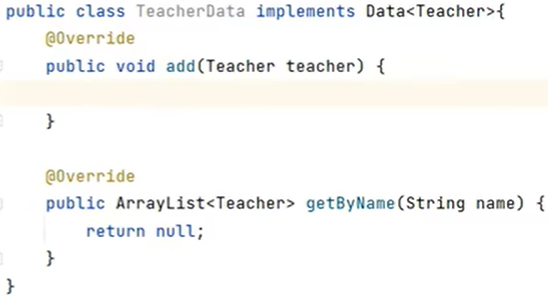 public class TeacherData implements Data<Teacher>{
@Override
public void add(Teacher teacher) {
}
@Override
public ArrayList<Teacher> getByName(String name) {
return null;
}
}